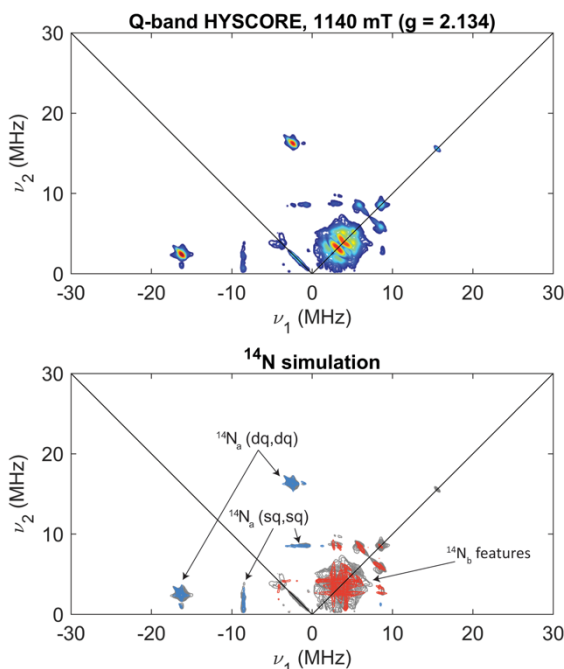 Q-band HYSCORE, 1140 mT (g = 2.134)
30
20
10
0
ν₂ (MHz)
-30 -20 -10 0 10 20 30
ν₁ (MHz)
¹⁴N simulation
30
20
10
0
ν₂ (MHz)
¹⁴Nₐ (dq,dq)
¹⁴Nₐ (sq,sq)
¹⁴N_b features
-30 -20 -10 0 10 20 30
ν₁ (MHz)